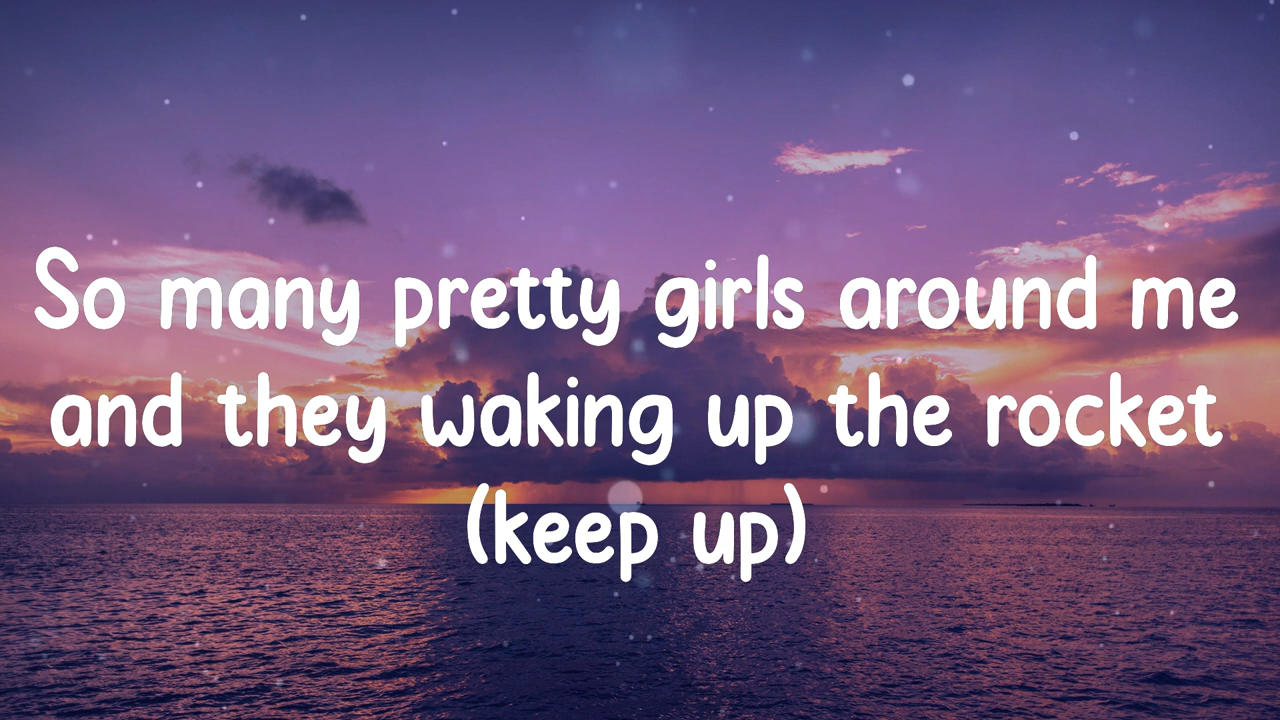 So many pretty girls around me
and they waking up the rocket
(keep up)